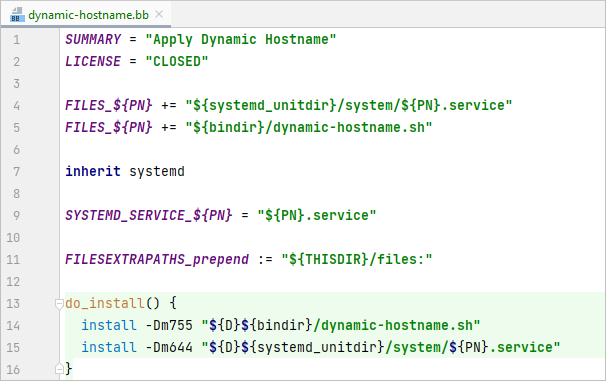 BB dynamic-hostname.bb
1 SUMMARY = "Apply Dynamic Hostname"
2 LICENSE = "CLOSED"
3
4 FILES_${PN} += "${systemd_unitdir}/system/${PN}.service"
5 FILES_${PN} += "${bindir}/dynamic-hostname.sh"
6
7 inherit systemd
8
9 SYSTEMD_SERVICE_${PN} = "${PN}.service"
10
11 FILESEXTRAPATHS_prepend := "${THISDIR}/files:"
12
13 do_install() {
14   install -Dm755 "${D}${bindir}/dynamic-hostname.sh"
15   install -Dm644 "${D}${systemd_unitdir}/system/${PN}.service"
16 }